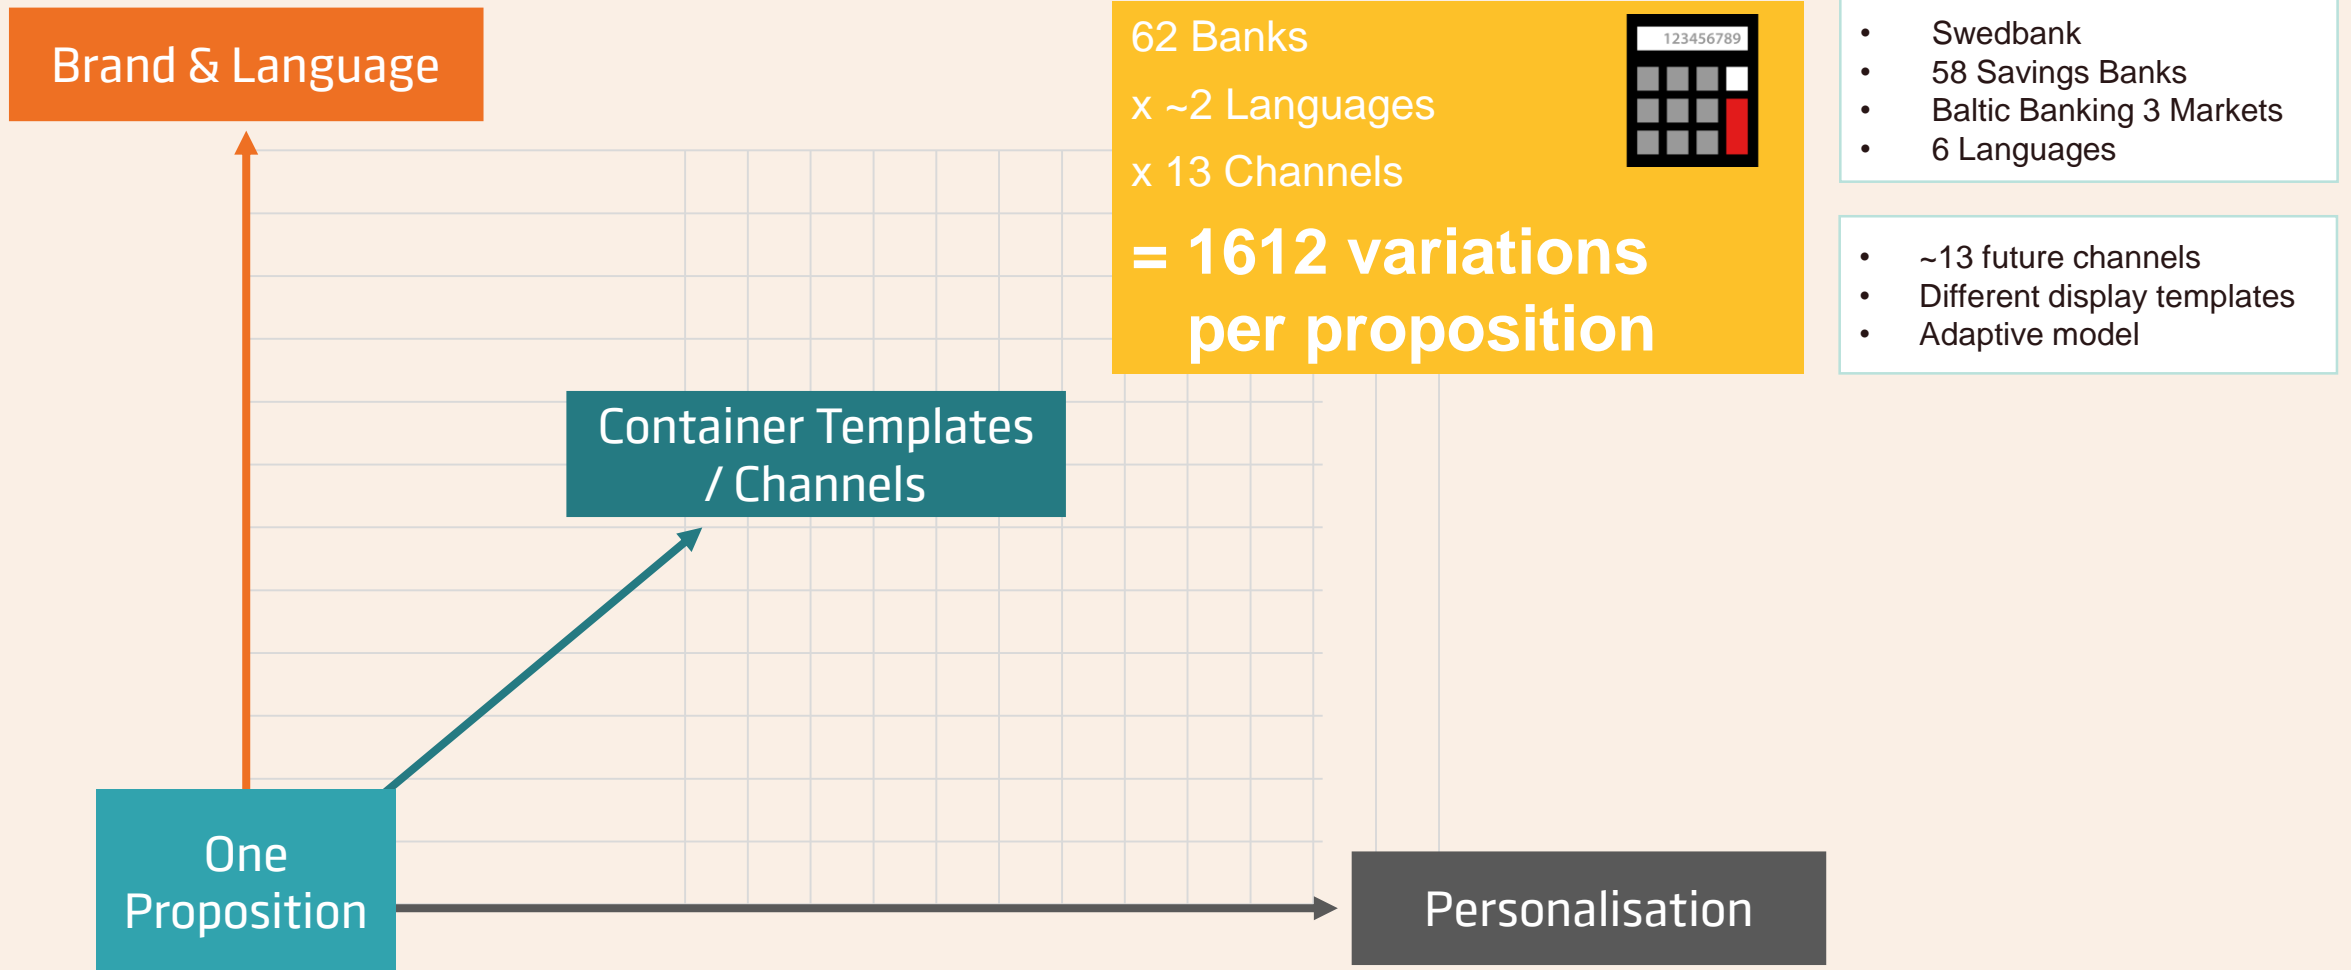 Brand & Language
62 Banks
x ~2 Languages
x 13 Channels
= 1612 variations
per proposition
123456789
• Swedbank
• 58 Savings Banks
• Baltic Banking 3 Markets
• 6 Languages
• ~13 future channels
• Different display templates
• Adaptive model
Container Templates
/ Channels
One
Proposition
Personalisation